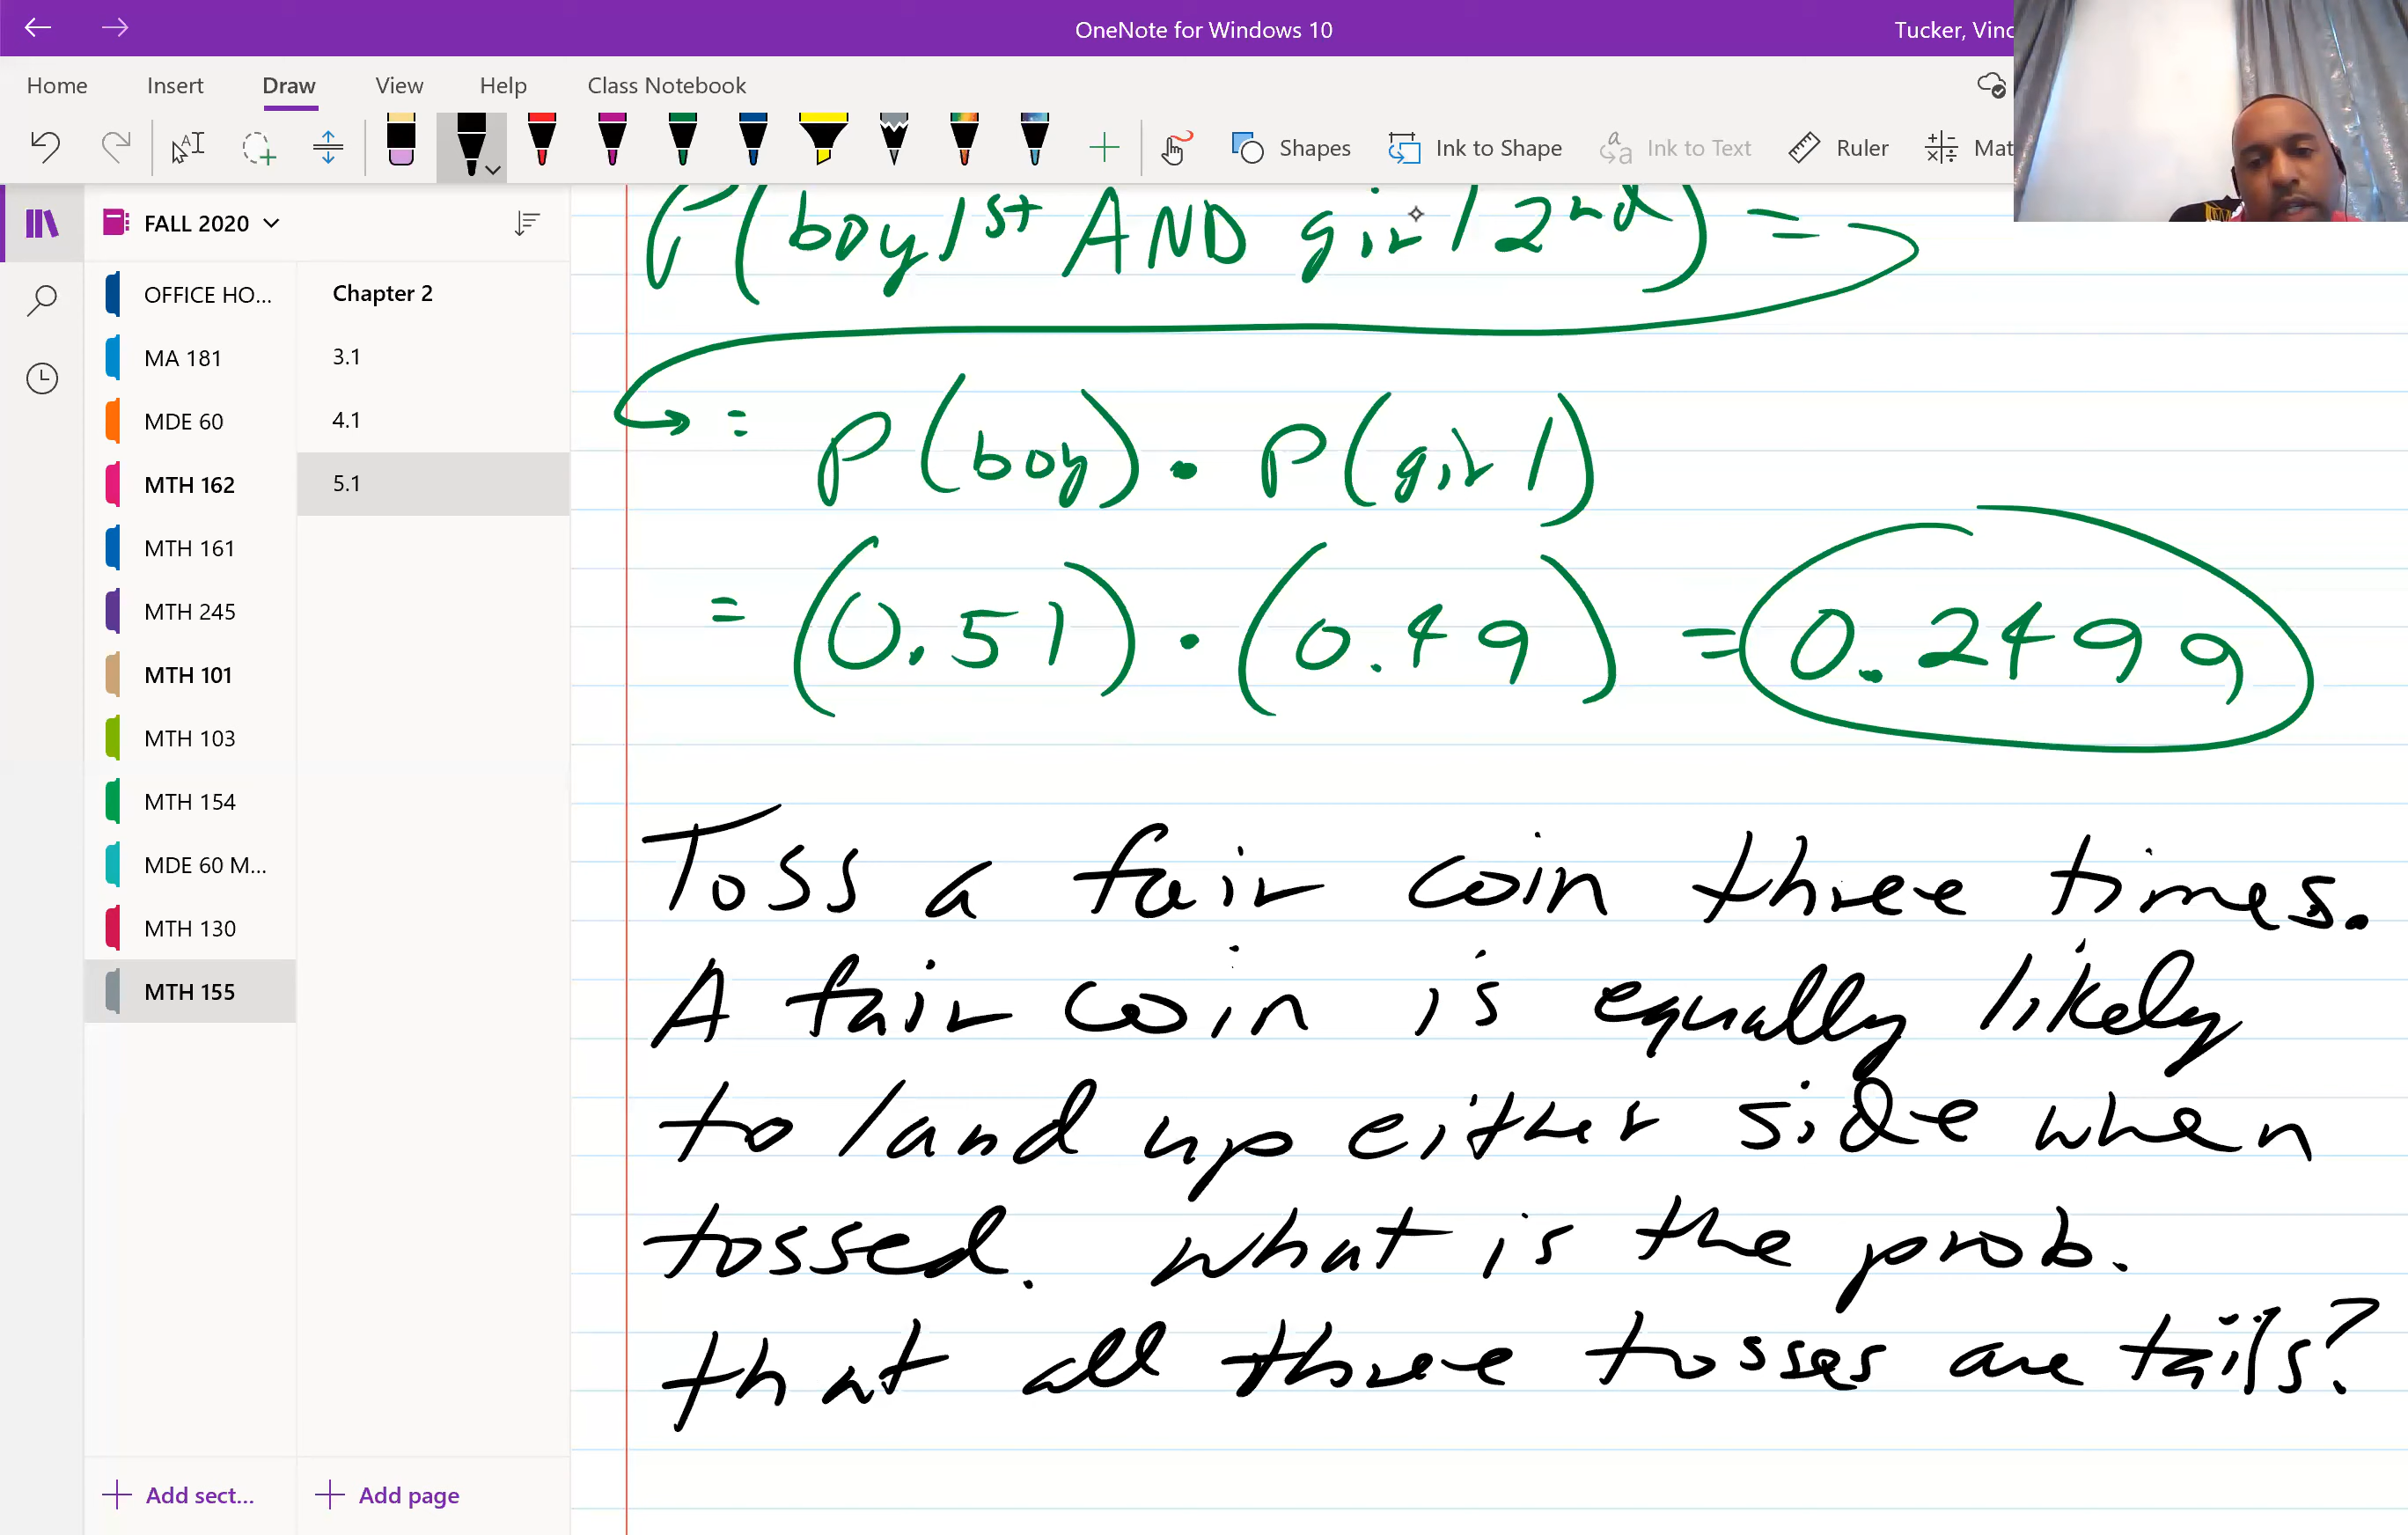 OneNote for Windows 10
Tucker, Vinc
Home Insert Draw View Help Class Notebook
Shapes Ink to Shape Ink to Text Ruler Mat
FALL 2020
OFFICE HO...
MA 181
MDE 60
MTH 162
MTH 161
MTH 245
MTH 101
MTH 103
MTH 154
MDE 60 M...
MTH 130
MTH 155
Add sect...
Chapter 2
3.1
4.1
5.1
Add page
P(boy 1st AND girl 2nd) =
= P(boy) · P(girl)
= (0.51) · (0.49) = 0.2499
Toss a fair coin three times.
A fair coin is equally likely
to land up either side when
tossed. What is the prob.
that all three tosses are tails?